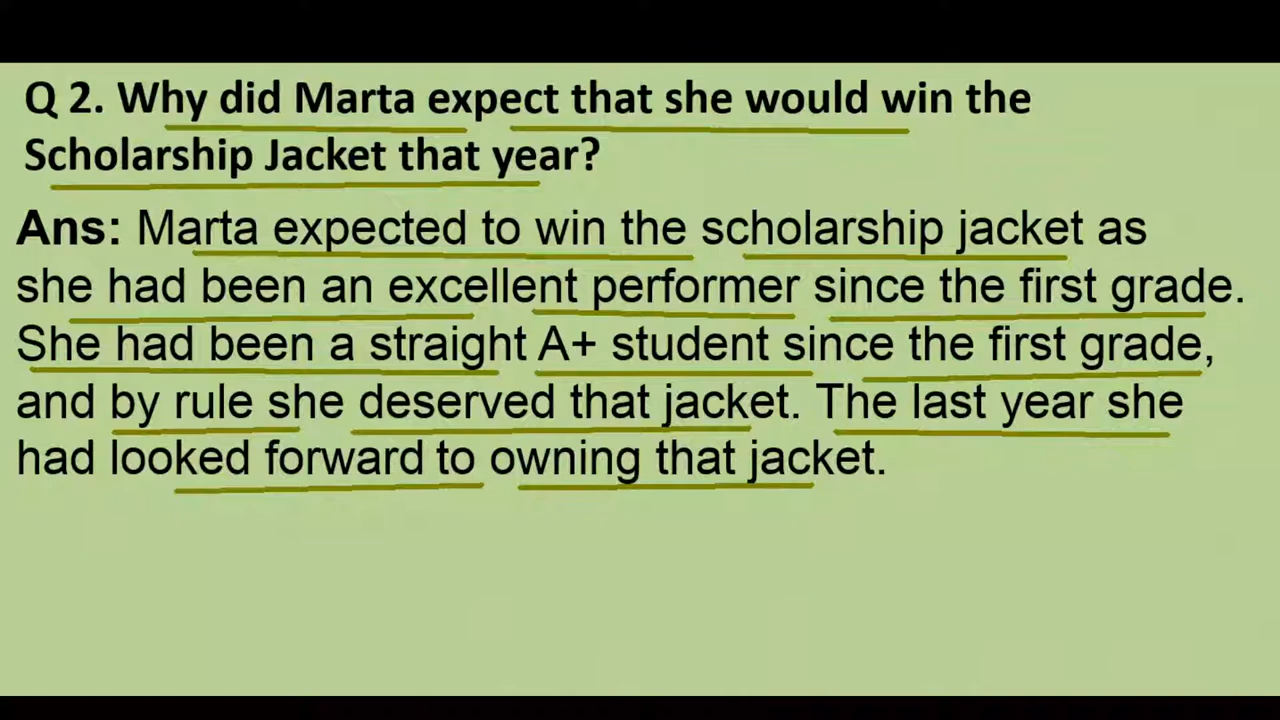 Q 2. Why did Marta expect that she would win the
Scholarship Jacket that year?
Ans: Marta expected to win the scholarship jacket as
she had been an excellent performer since the first grade.
She had been a straight A+ student since the first grade,
and by rule she deserved that jacket. The last year she
had looked forward to owning that jacket.